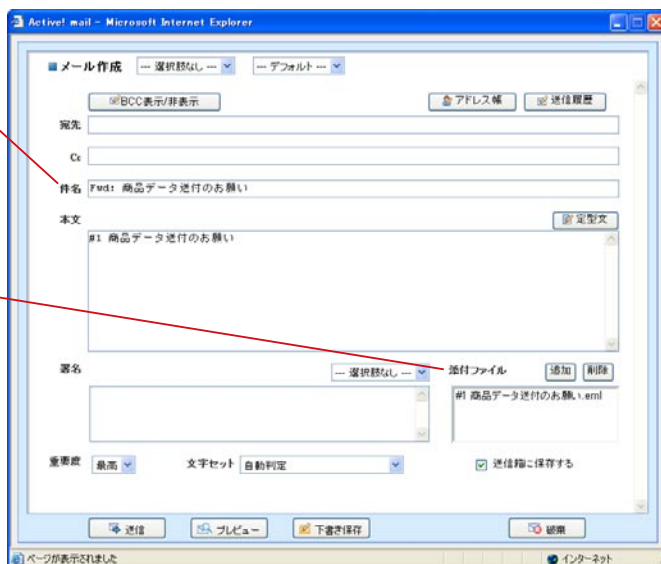 Active! mail - Microsoft Internet Explorer
メール作成 --- 選択肢なし --- --- デフォルト ---
BCC表示/非表示 アドレス帳 送信履歴
宛先
Cc
件名 Fwd: 商品データ送付のお願い
本文 定型文
#1 商品データ送付のお願い
署名 --- 選択肢なし --- 添付ファイル 追加 削除
#1 商品データ送付のお願い.eml
重要度 最高 文字セット 自動判定 送信箱に保存する
送信 プレビュー 下書き保存 破棄
ページが表示されました インターネット